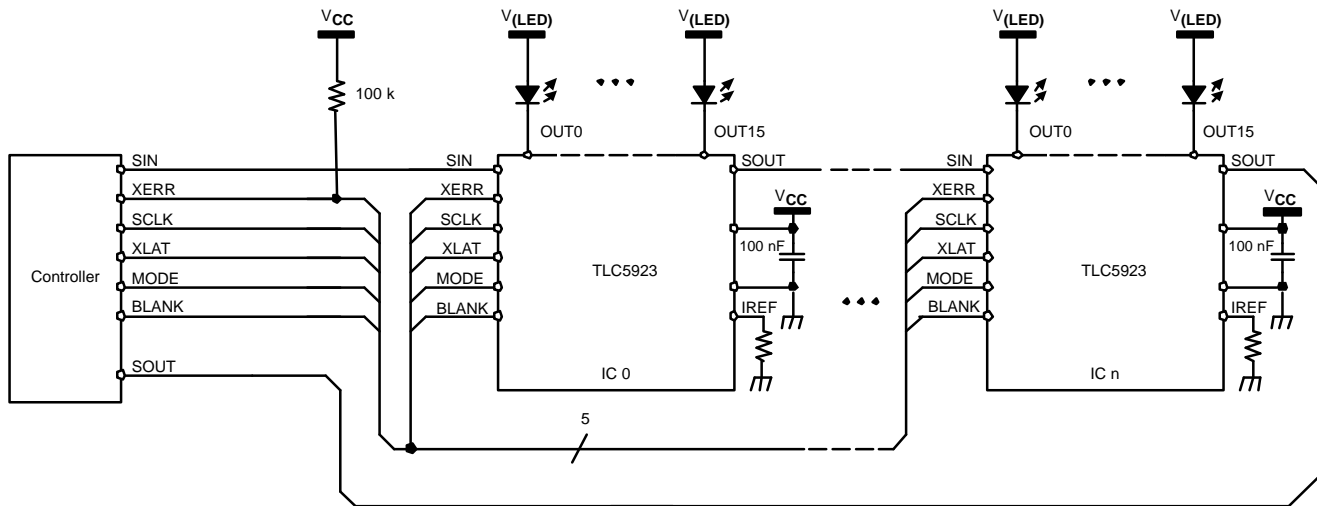 VCC
V(LED)
V(LED)
V(LED)
V(LED)
100 k
OUT0
OUT15
OUT0
OUT15
SIN
SIN
SOUT
SIN
SOUT
XERR
XERR
XERR
VCC
VCC
SCLK
SCLK
SCLK
100 nF
100 nF
XLAT
XLAT
XLAT
Controller
TLC5923
TLC5923
MODE
MODE
MODE
BLANK
BLANK
IREF
BLANK
IREF
SOUT
IC 0
IC n
5